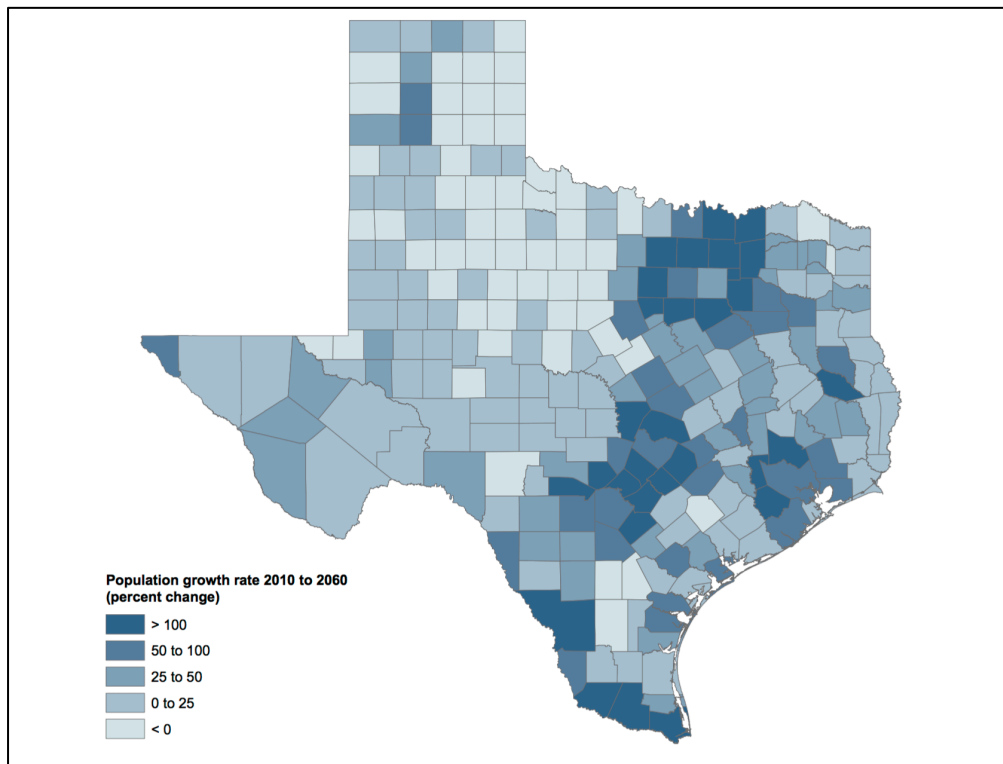 Population growth rate 2010 to 2060
(percent change)
> 100
50 to 100
25 to 50
0 to 25
< 0